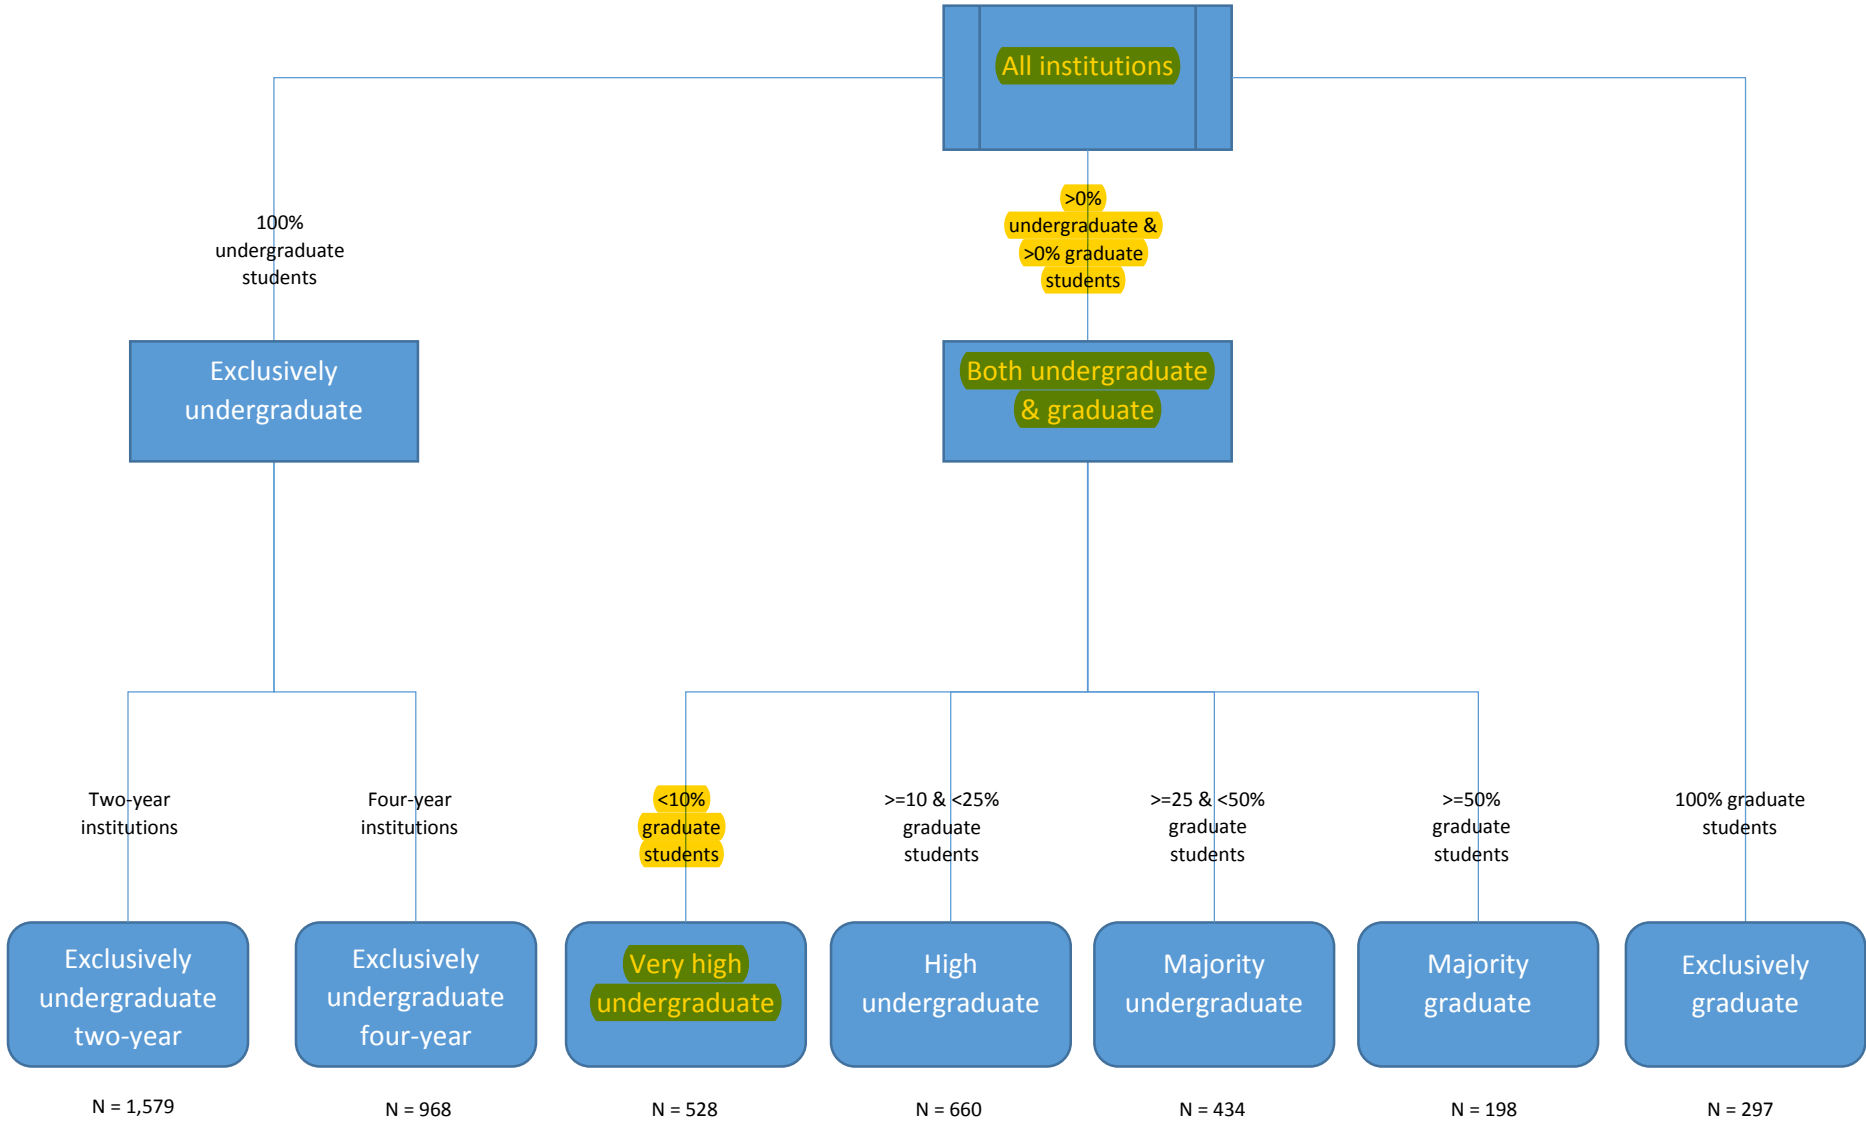 All institutions
100%
undergraduate
students
>0%
undergraduate &
>0% graduate
students
Exclusively
undergraduate
Both undergraduate
& graduate
Two-year
institutions
Four-year
institutions
<10%
graduate
students
>=10 & <25%
graduate
students
>=25 & <50%
graduate
students
>=50%
graduate
students
100% graduate
students
Exclusively
undergraduate
two-year
Exclusively
undergraduate
four-year
Very high
undergraduate
High
undergraduate
Majority
undergraduate
Majority
graduate
Exclusively
graduate
N = 1,579
N = 968
N = 528
N = 660
N = 434
N = 198
N = 297